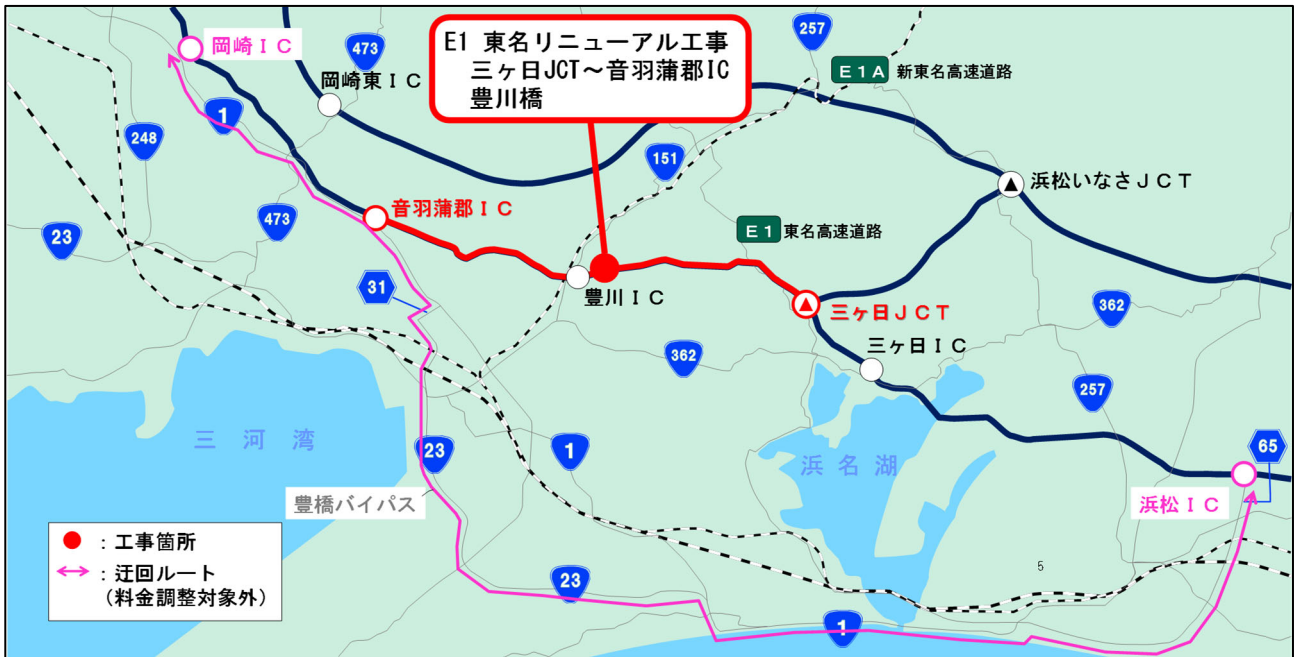 岡崎ＩＣ
473
岡崎東ＩＣ
E1 東名リニューアル工事
三ヶ日JCT～音羽蒲郡IC
豊川橋
257
E1A 新東名高速道路
1
248
151
浜松いなさＪＣＴ
473
音羽蒲郡ＩＣ
23
E1 東名高速道路
31
豊川ＩＣ
三ヶ日ＪＣＴ
362
362
三ヶ日ＩＣ
257
三河湾
23
1
浜名湖
65
豊橋バイパス
浜松ＩＣ
●：工事箇所
↔：迂回ルート
（料金調整対象外）
23
5
1